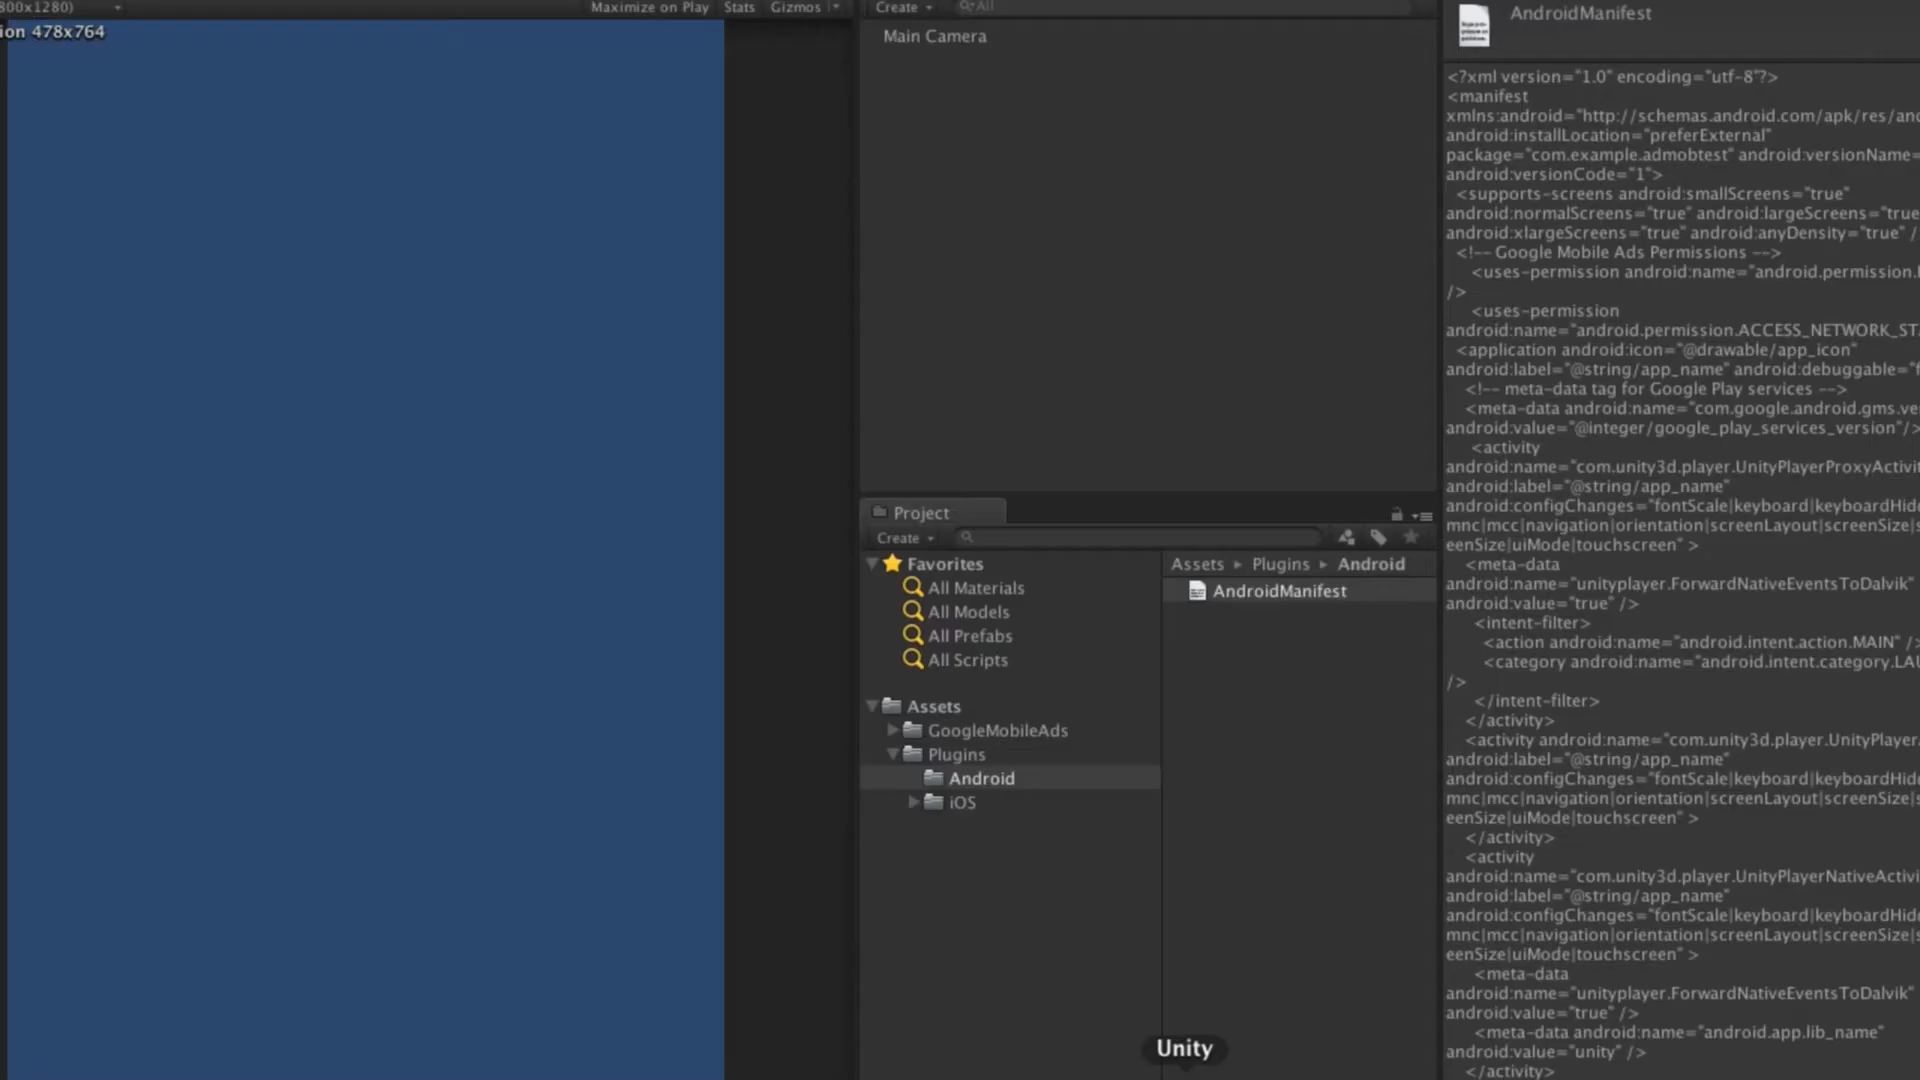 800x1280)
Maximize on Play Stats Gizmos
ion 478x764
Create All
Main Camera
Project
Create
Favorites
All Materials
All Models
All Prefabs
All Scripts
Assets
GoogleMobileAds
Plugins
Android
iOS
Assets Plugins Android
AndroidManifest
Unity
AndroidManifest
<?xml version="1.0" encoding="utf-8"?>
<manifest
xmlns:android="http://schemas.android.com/apk/res/and
android:installLocation="preferExternal"
package="com.example.admobtest" android:versionName=
android:versionCode="1">
<supports-screens android:smallScreens="true"
android:normalScreens="true" android:largeScreens="true
android:xlargeScreens="true" android:anyDensity="true" /
<!-- Google Mobile Ads Permissions -->
<uses-permission android:name="android.permission.
/>
<uses-permission
android:name="android.permission.ACCESS_NETWORK_ST
<application android:icon="@drawable/app_icon"
android:label="@string/app_name" android:debuggable="f
<!-- meta-data tag for Google Play services -->
<meta-data android:name="com.google.android.gms.ve
android:value="@integer/google_play_services_version"/>
<activity
android:name="com.unity3d.player.UnityPlayerProxyActivit
android:label="@string/app_name"
android:configChanges="fontScale|keyboard|keyboardHidd
mnc|mcc|navigation|orientation|screenLayout|screenSize|s
eenSize|uiMode|touchscreen" >
<meta-data
android:name="unityplayer.ForwardNativeEventsToDalvik"
android:value="true" />
<intent-filter>
<action android:name="android.intent.action.MAIN" />
<category android:name="android.intent.category.LAU
/>
</intent-filter>
</activity>
<activity android:name="com.unity3d.player.UnityPlayer
android:label="@string/app_name"
android:configChanges="fontScale|keyboard|keyboardHidd
mnc|mcc|navigation|orientation|screenLayout|screenSize|s
eenSize|uiMode|touchscreen" >
</activity>
<activity
android:name="com.unity3d.player.UnityPlayerNativeActivi
android:label="@string/app_name"
android:configChanges="fontScale|keyboard|keyboardHidd
mnc|mcc|navigation|orientation|screenLayout|screenSize|s
eenSize|uiMode|touchscreen" >
<meta-data
android:name="unityplayer.ForwardNativeEventsToDalvik"
android:value="true" />
<meta-data android:name="android.app.lib_name"
android:value="unity" />
</activity>